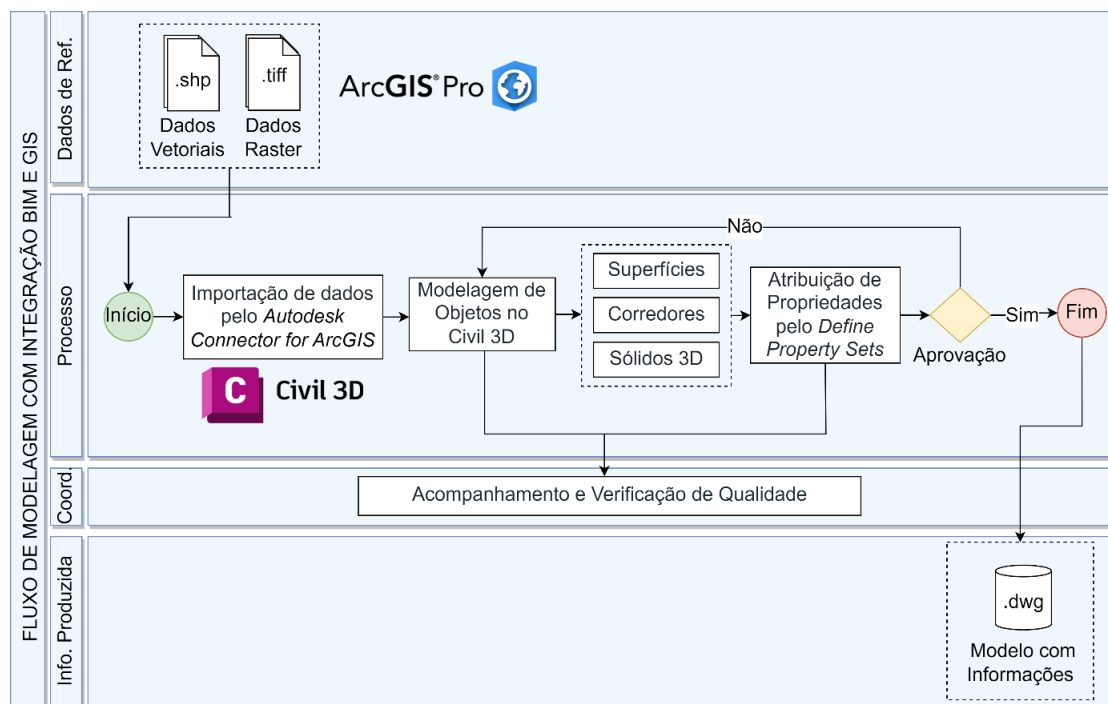 FLUXO DE MODELAGEM COM INTEGRAÇÃO BIM E GIS
Dados de Ref.
.shp
Dados
Vetoriais
.tiff
Dados
Raster
ArcGIS® Pro
Processo
Início
Importação de dados
pelo Autodesk
Connector for ArcGIS
C
Civil 3D
Modelagem de
Objetos no
Civil 3D
Superfícies
Corredores
Sólidos 3D
Atribuição de
Propriedades
pelo Define
Property Sets
Não
Aprovação
Sim
Fim
Coord.
Acompanhamento e Verificação de Qualidade
Info. Produzida
.dwg
Modelo com
Informações